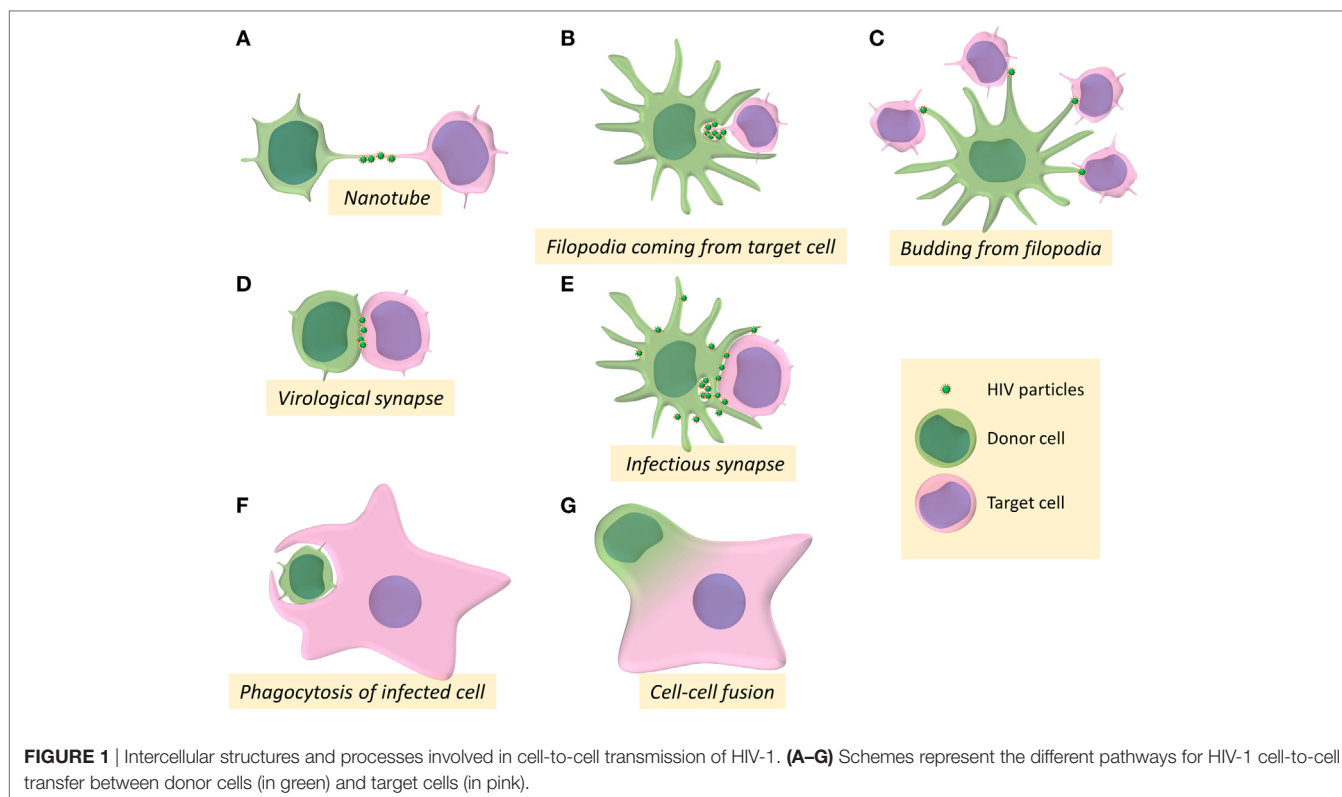 A
B
C
Nanotube
Filopodia coming from target cell
Budding from filopodia
D
E
Virological synapse
Infectious synapse
HIV particles
Donor cell
Target cell
F
G
Phagocytosis of infected cell
Cell-cell fusion
FIGURE 1 | Intercellular structures and processes involved in cell-to-cell transmission of HIV-1. (A–G) Schemes represent the different pathways for HIV-1 cell-to-cell
transfer between donor cells (in green) and target cells (in pink).